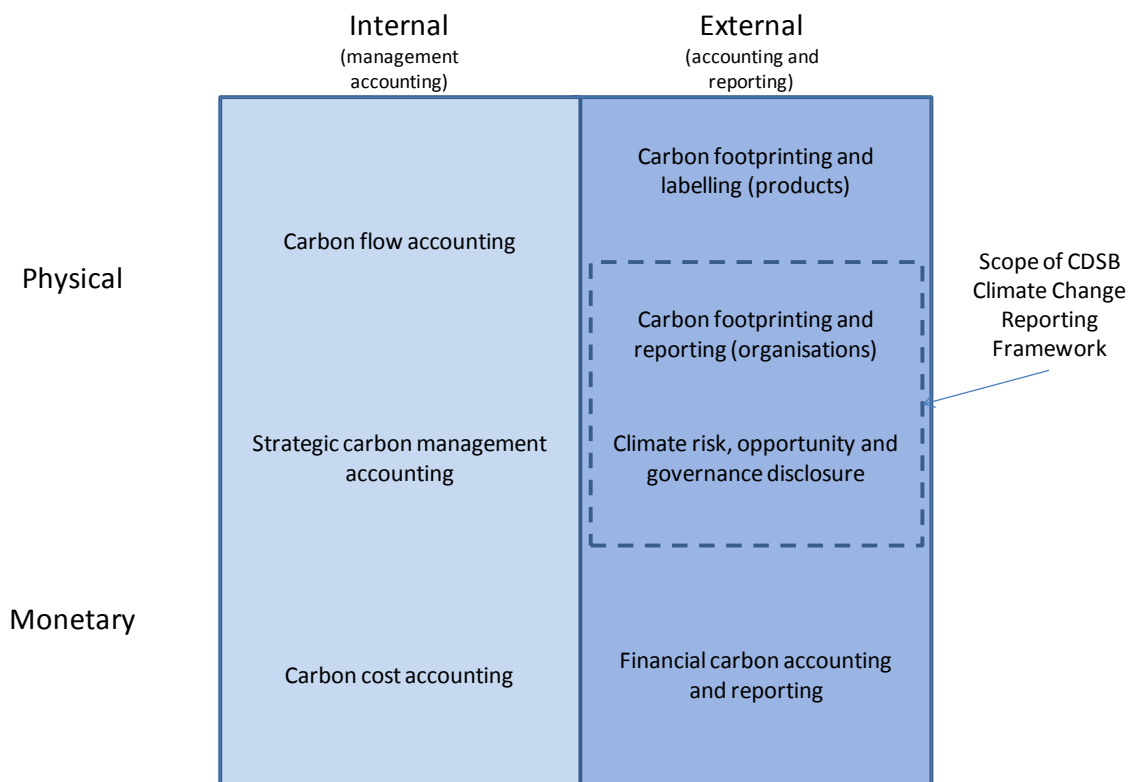 Internal
(management
accounting)
External
(accounting and
reporting)
Carbon footprinting and
labelling (products)
Carbon flow accounting
Physical
Scope of CDSB
Climate Change
Reporting
Framework
Carbon footprinting and
reporting (organisations)
Strategic carbon management
accounting
Climate risk, opportunity and
governance disclosure
Monetary
Carbon cost accounting
Financial carbon accounting
and reporting